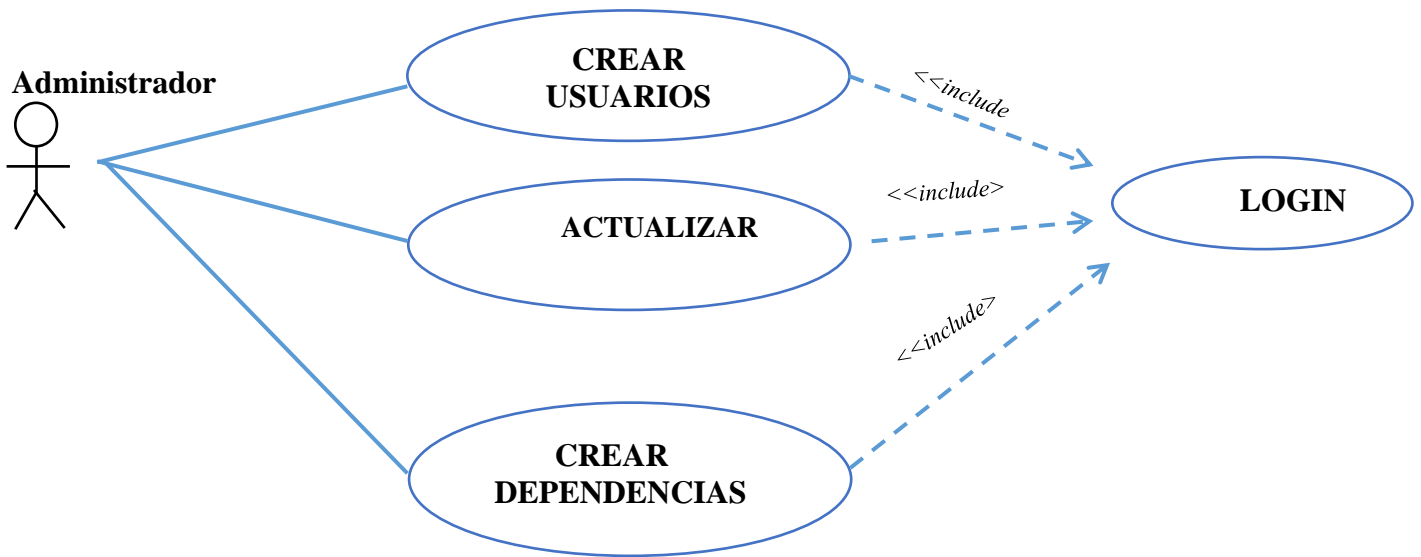 Administrador
CREAR
USUARIOS
<<include
ACTUALIZAR
<<include>
LOGIN
<<include>
CREAR
DEPENDENCIAS